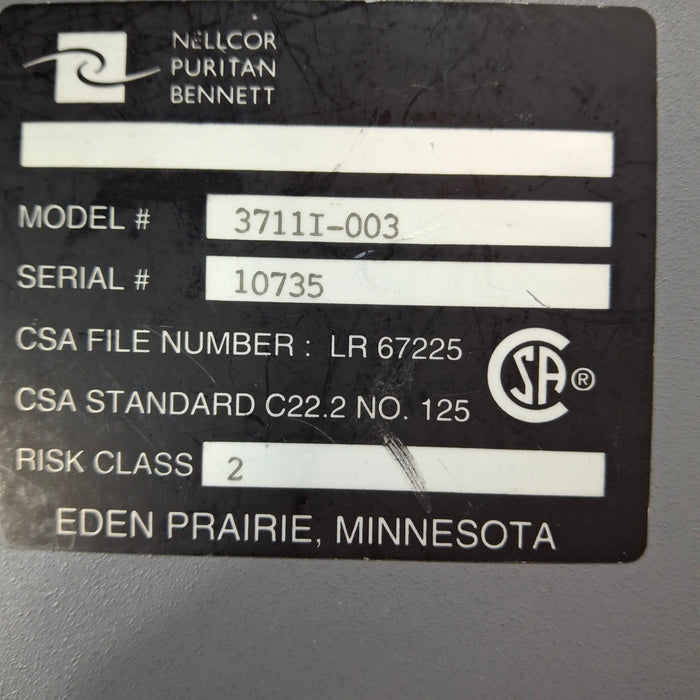 NELLCOR
PURITAN
BENNETT
MODEL # 3711I-003
SERIAL # 10735
CSA FILE NUMBER : LR 67225
CSA STANDARD C22.2 NO. 125
CSA ®
RISK CLASS 2
EDEN PRAIRIE, MINNESOTA